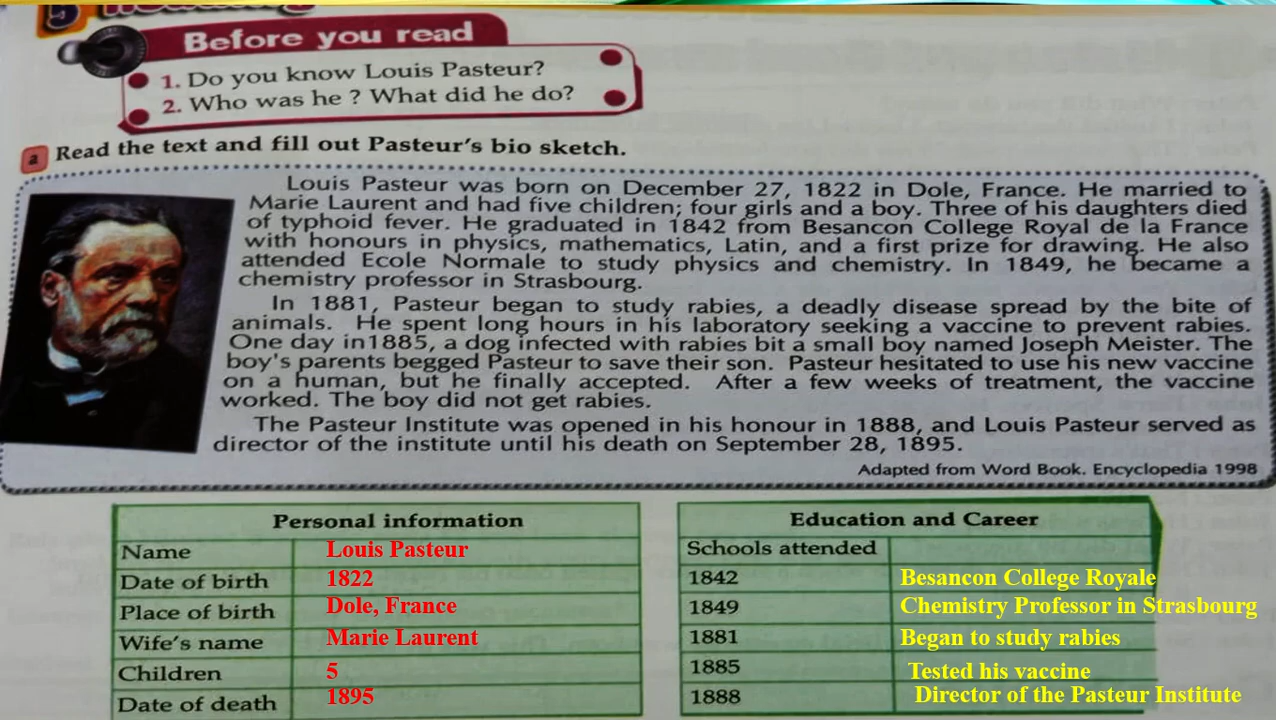 5
Before you read
1. Do you know Louis Pasteur?
2. Who was he ? What did he do?
a Read the text and fill out Pasteur's bio sketch.
Louis Pasteur was born on December 27, 1822 in Dole, France. He married to
Marie Laurent and had five children; four girls and a boy. Three of his daughters died
of typhoid fever. He graduated in 1842 from Besancon College Royal de la France
with honours in physics, mathematics, Latin, and a first prize for drawing. He also
attended Ecole Normale to study physics and chemistry. In 1849, he became a
chemistry professor in Strasbourg.
In 1881, Pasteur began to study rabies, a deadly disease spread by the bite of
animals. He spent long hours in his laboratory seeking a vaccine to prevent rabies.
One day in1885, a dog infected with rabies bit a small boy named Joseph Meister. The
boy's parents begged Pasteur to save their son. Pasteur hesitated to use his new vaccine
on a human, but he finally accepted. After a few weeks of treatment, the vaccine
worked. The boy did not get rabies.
The Pasteur Institute was opened in his honour in 1888, and Louis Pasteur served as
director of the institute until his death on September 28, 1895.
Adapted from Word Book. Encyclopedia 1998
Personal information
Name Louis Pasteur
Date of birth 1822
Place of birth Dole, France
Wife's name Marie Laurent
Children 5
Date of death 1895
Education and Career
Schools attended
1842 Besancon College Royale
1849 Chemistry Professor in Strasbourg
1881 Began to study rabies
1885 Tested his vaccine
1888 Director of the Pasteur Institute